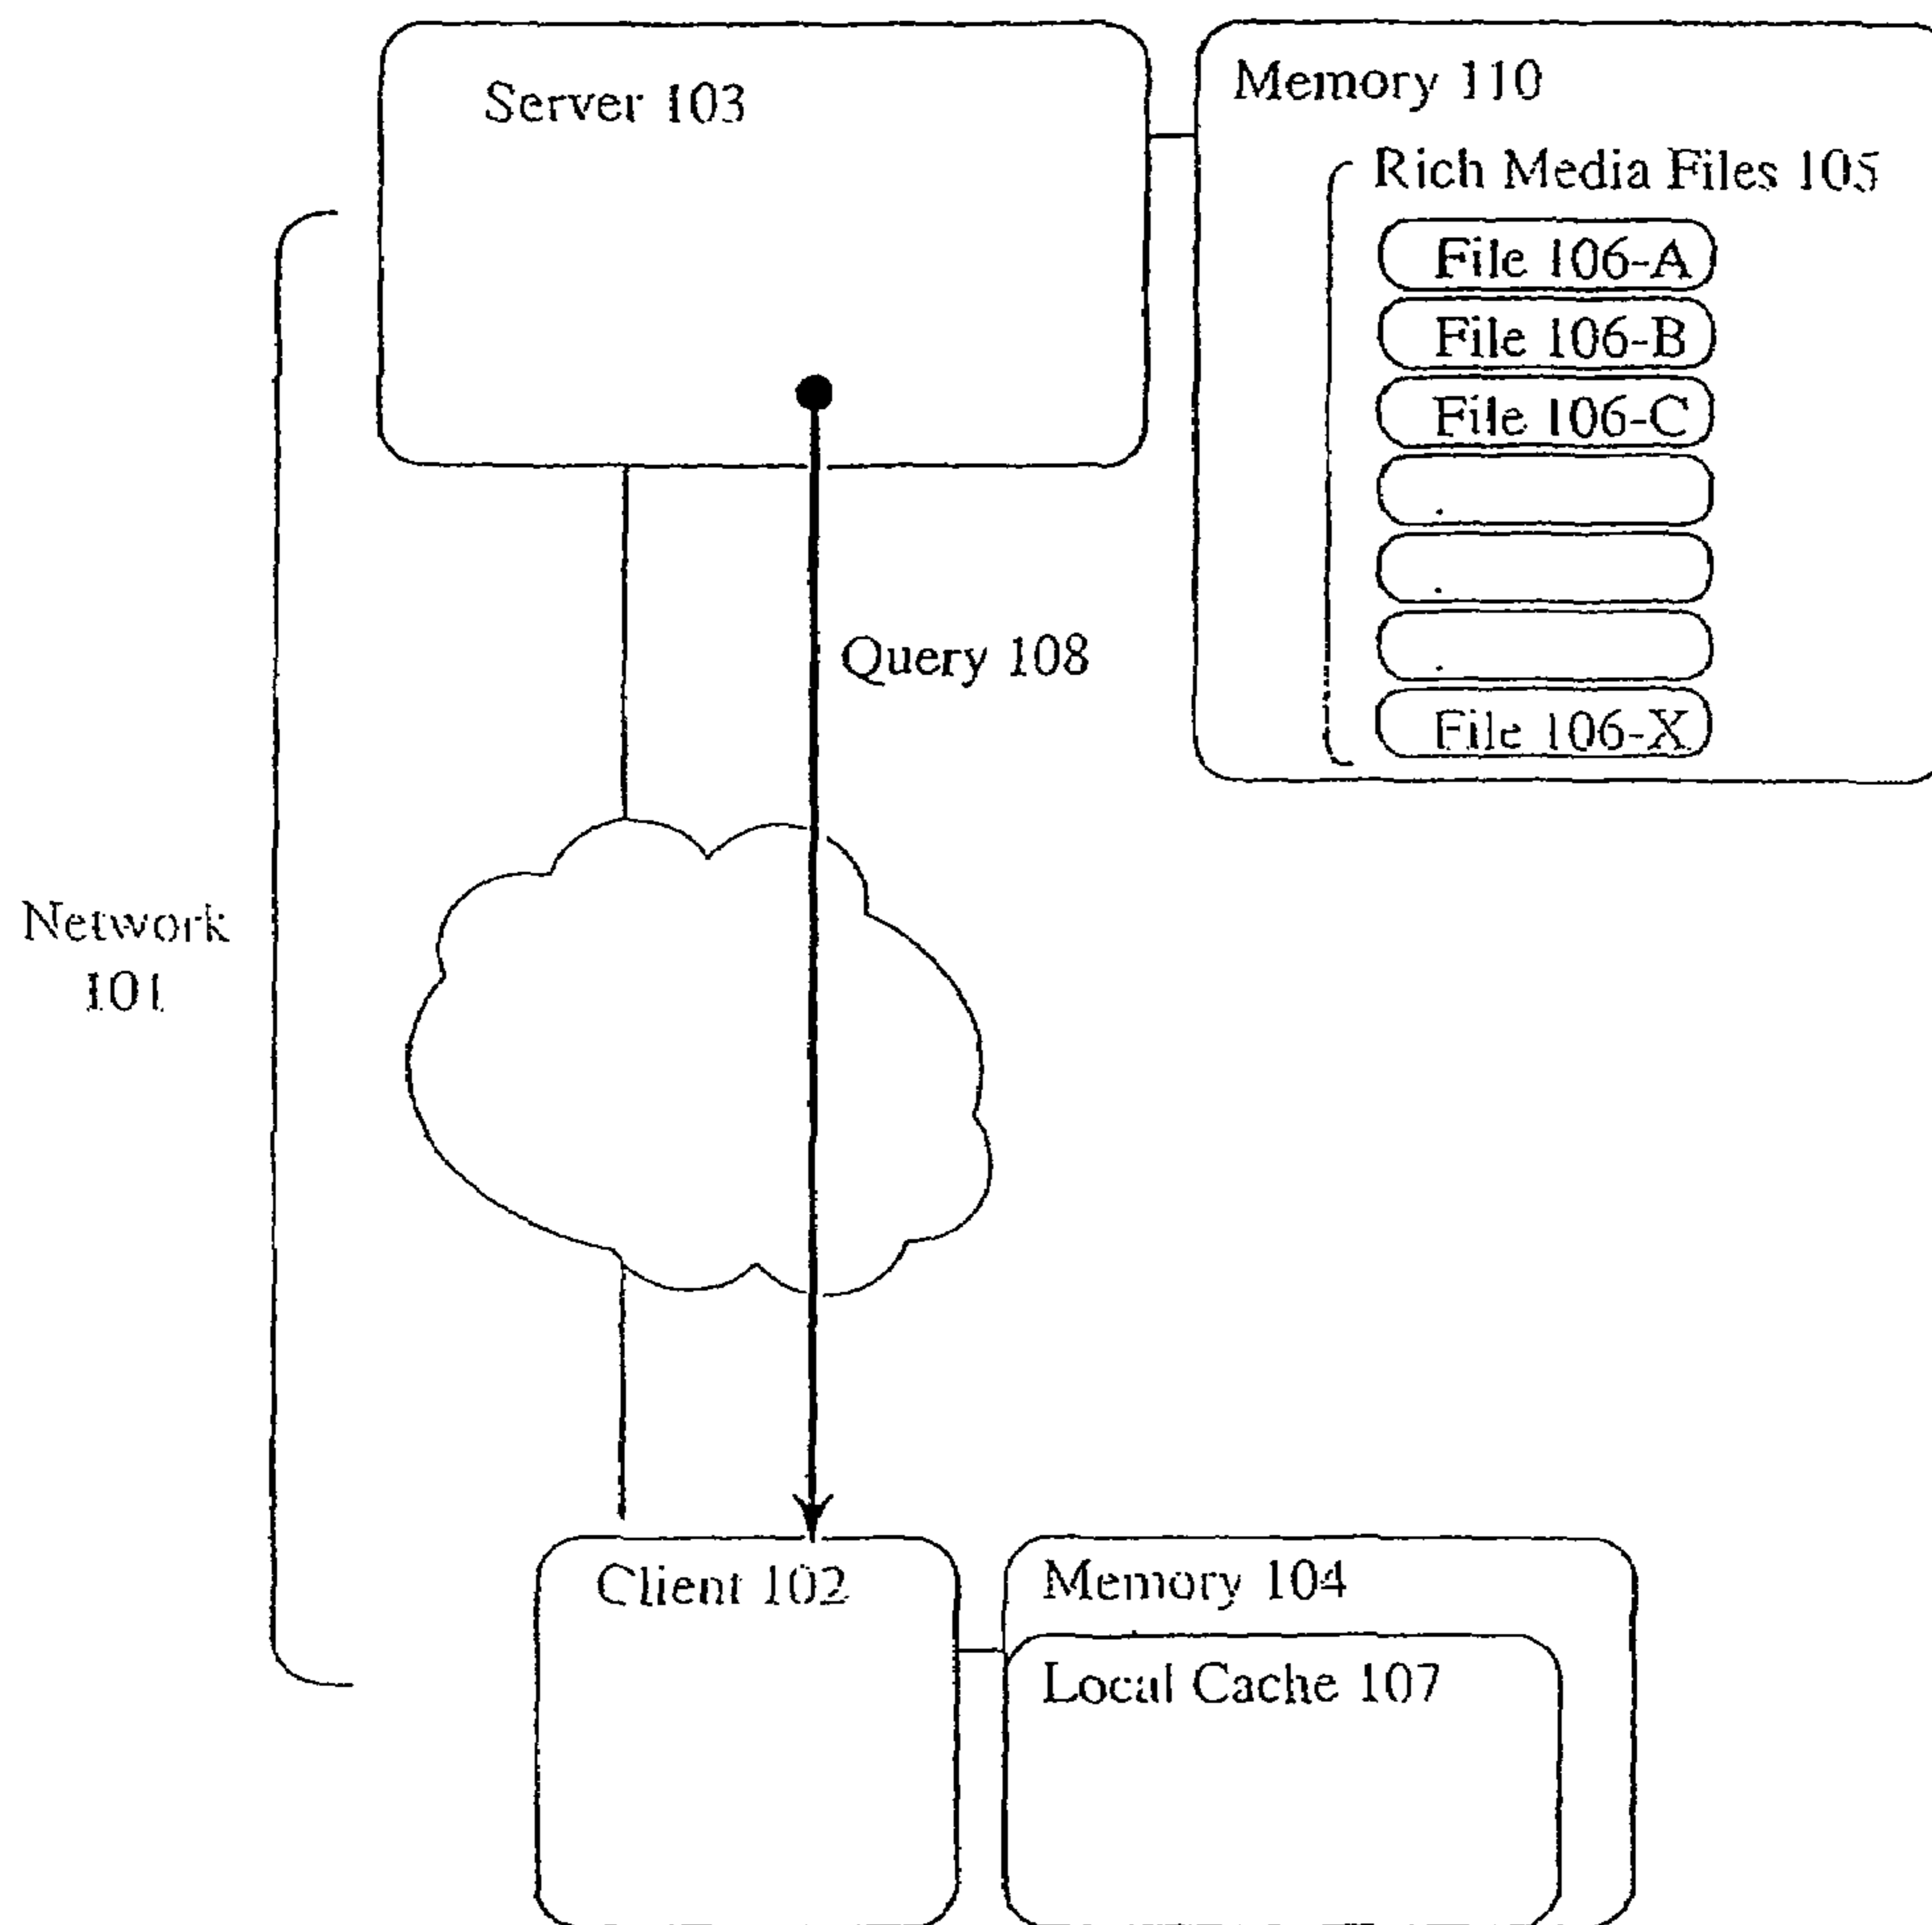 Server 103
Memory 110
Rich Media Files 105
File 106-A
File 106-B
File 106-C
.
.
.
File 106-X
Query 108
Network
101
Client 102
Memory 104
Local Cache 107